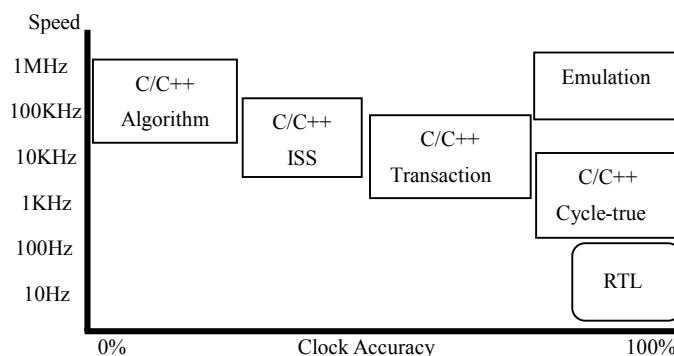 Speed
1MHz
100KHz
10KHz
1KHz
100Hz
10Hz
C/C++
Algorithm
C/C++
ISS
C/C++
Transaction
Emulation
C/C++
Cycle-true
RTL
0%
Clock Accuracy
100%